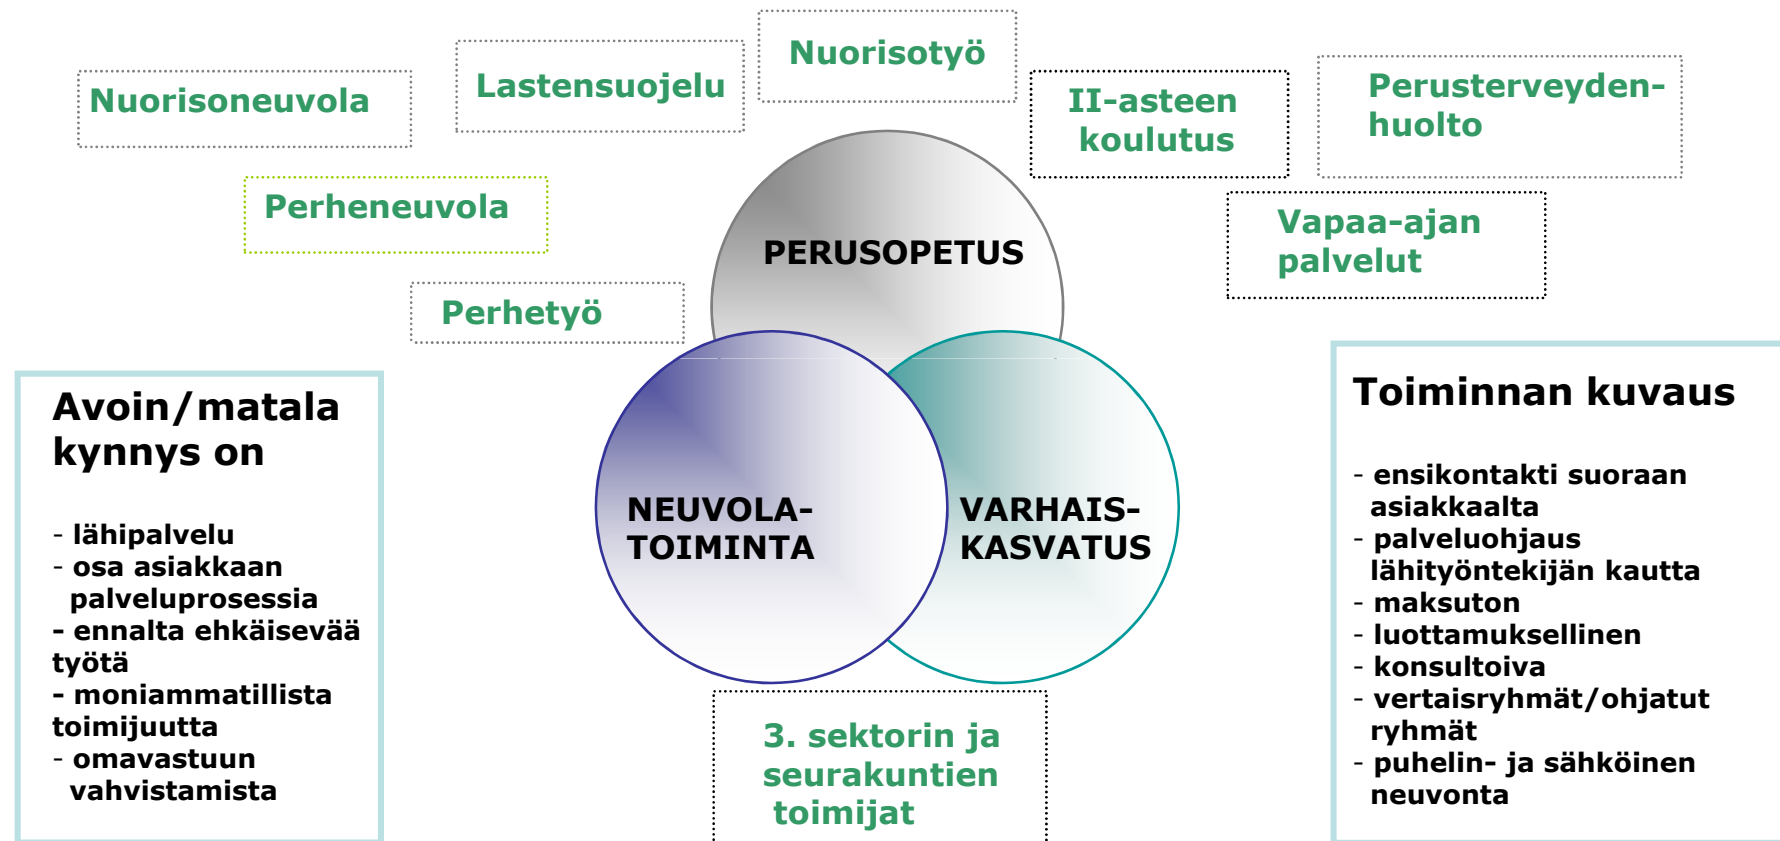 Nuorisotyö
Lastensuojelu
Nuorisoneuvola
II-asteen
koulutus
Perusterveyden-
huolto
Perheneuvola
Vapaa-ajan
palvelut
Perhetyö
PERUSOPETUS
NEUVOLA-
TOIMINTA
VARHAIS-
KASVATUS
Avoin/matala
kynnys on
- lähipalvelu
- osa asiakkaan
palveluprosessia
- ennalta ehkäisevää
työtä
- moniammatillista
toimijuutta
- omavastuun
vahvistamista
3. sektorin ja
seurakuntien
toimijat
Toiminnan kuvaus
- ensikontakti suoraan
asiakkaalta
- palveluohjaus
lähityöntekijän kautta
- maksuton
- luottamuksellinen
- konsultoiva
- vertaisryhmät/ohjatut
ryhmät
- puhelin- ja sähköinen
neuvonta